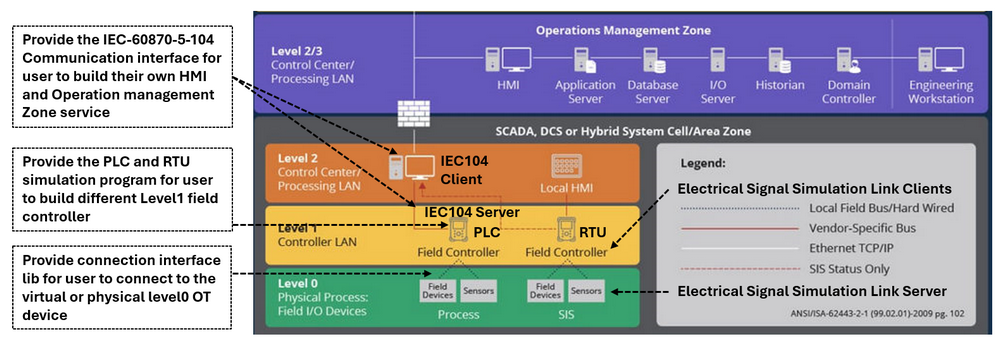 Provide the IEC-60870-5-104
Communication interface for
user to build their own HMI
and Operation management
Zone service
Provide the PLC and RTU
simulation program for user
to build different Level1 field
controller
Provide connection interface
lib for user to connect to the
virtual or physical level0 OT
device
Operations Management Zone
Level 2/3
Control Center/
Processing LAN
HMI
Application
Server
Database
Server
I/O
Server
Historian
Domain
Controller
Engineering
Workstation
SCADA, DCS or Hybrid System Cell/Area Zone
Level 2
Control Center/
Processing LAN
IEC104
Client
Local HMI
Level 1
Controller LAN
IEC104 Server
PLC
Field Controller
RTU
Field Controller
Level 0
Physical Process:
Field I/O Devices
Field
Devices
Sensors
Process
Field
Devices
Sensors
SIS
Legend:
Electrical Signal Simulation Link Clients
Local Field Bus/Hard Wired
Vendor-Specific Bus
Ethernet TCP/IP
SIS Status Only
Electrical Signal Simulation Link Server
ANSI/ISA-62443-2-1 (99.02.01)-2009 pg. 102